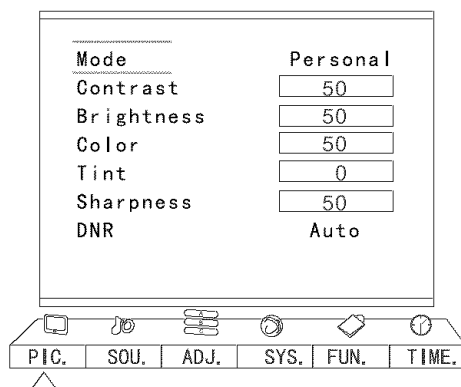 Mode Personal
Contrast 50
Brightness 50
Color 50
Tint 0
Sharpness 50
DNR Auto
PIC. SOU. ADJ. SYS. FUN. TIME.